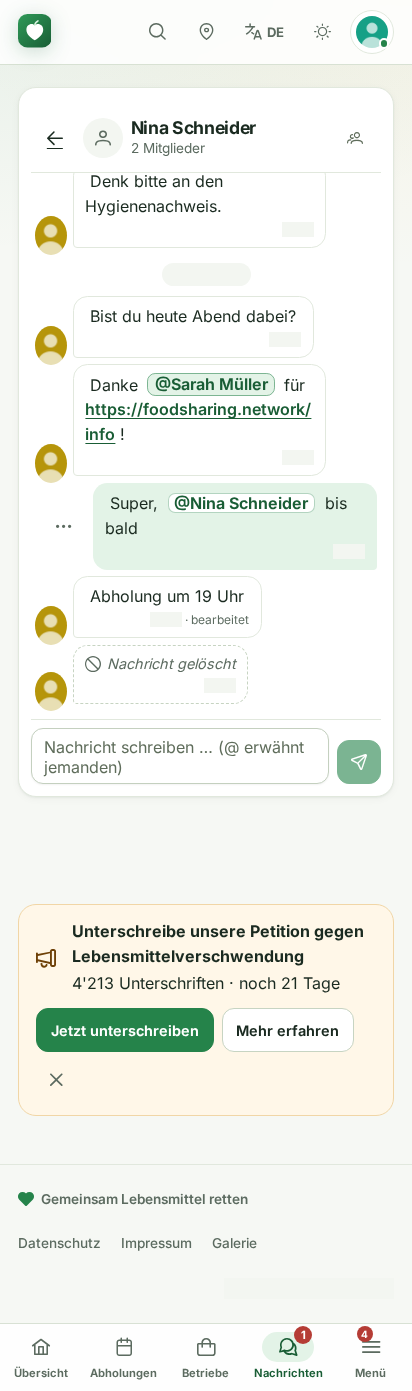 DE
Nina Schneider
2 Mitglieder
Denk bitte an den
Hygienenachweis.
Bist du heute Abend dabei?
Danke @Sarah Müller für
https://foodsharing.network/
info !
Super, @Nina Schneider bis
bald
Abholung um 19 Uhr
· bearbeitet
Nachricht gelöscht
Nachricht schreiben … (@ erwähnt
jemanden)
Unterschreibe unsere Petition gegen
Lebensmittelverschwendung
4'213 Unterschriften · noch 21 Tage
Jetzt unterschreiben
Mehr erfahren
Gemeinsam Lebensmittel retten
Datenschutz Impressum Galerie
1 4
Übersicht Abholungen Betriebe Nachrichten Menü